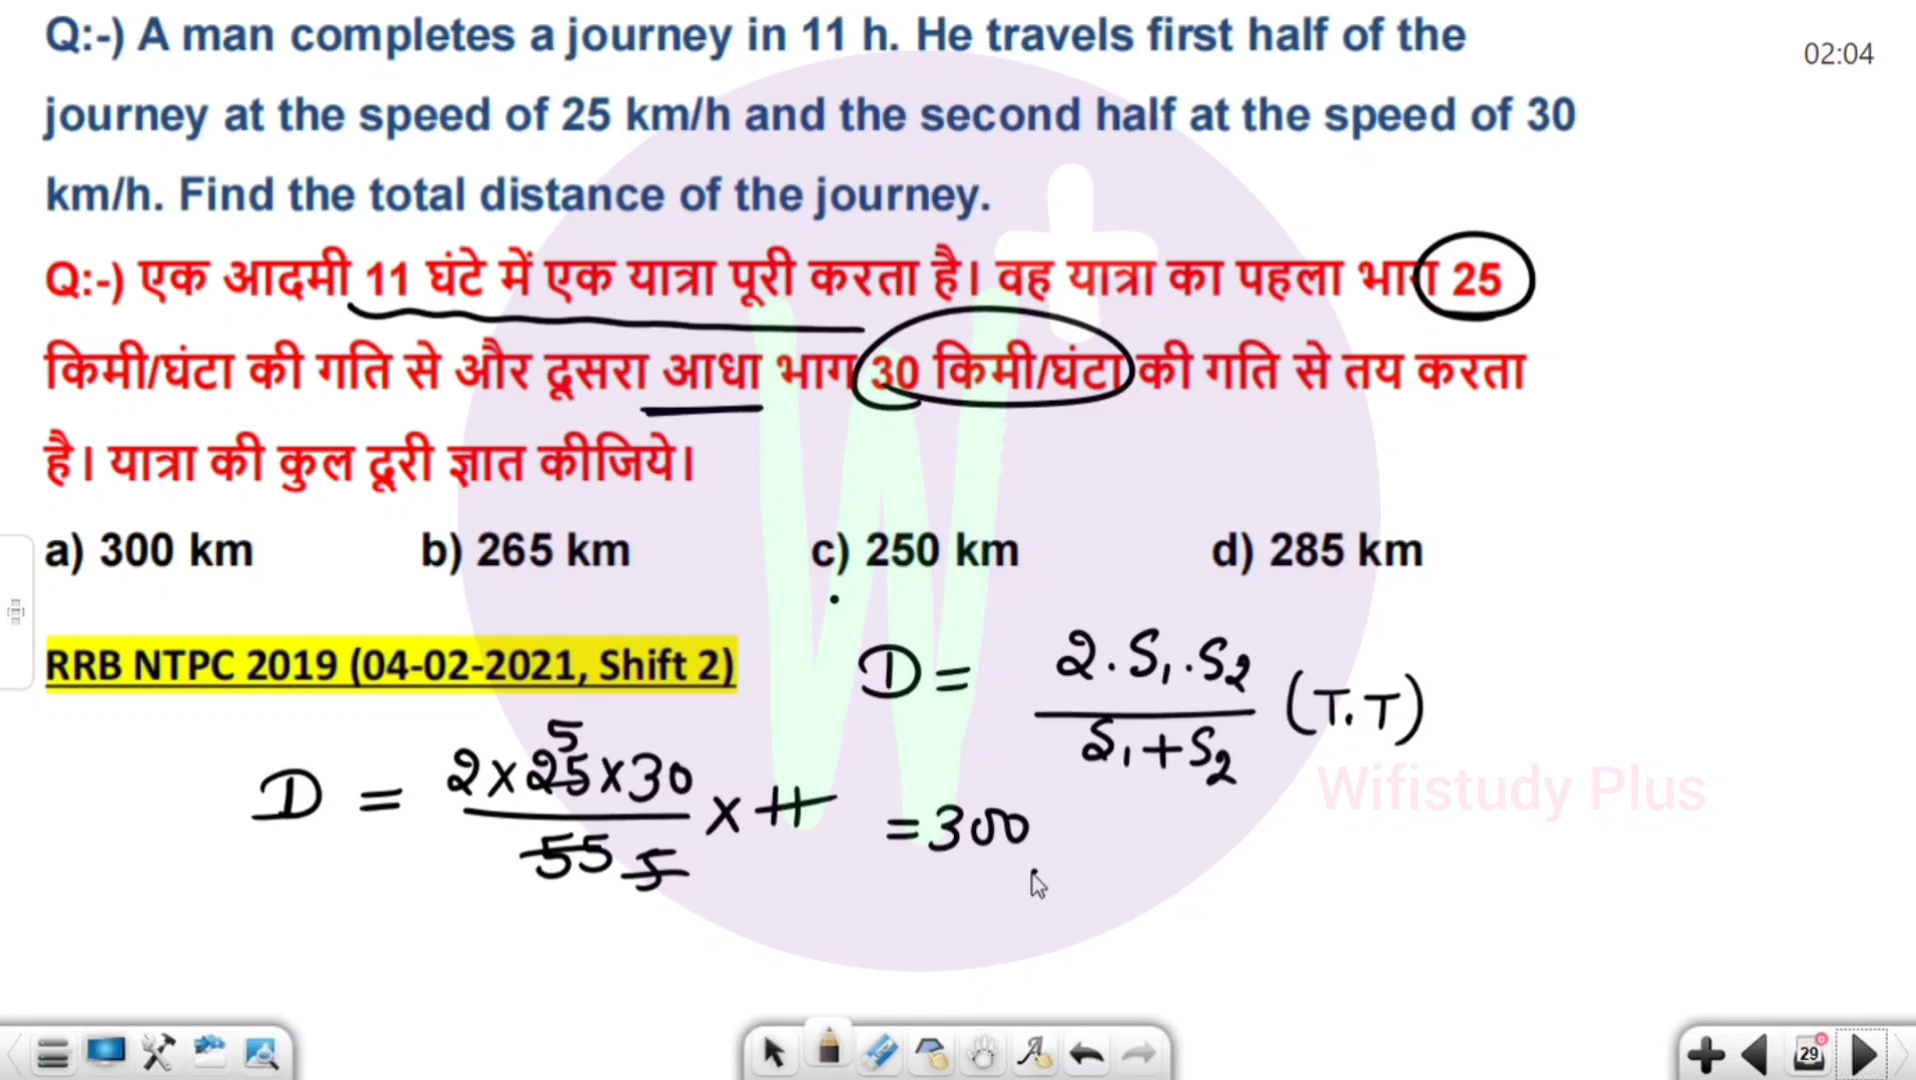 Q:-) A man completes a journey in 11 h. He travels first half of the
02:04
journey at the speed of 25 km/h and the second half at the speed of 30
km/h. Find the total distance of the journey.
Q:-) एक आदमी 11 घंटे में एक यात्रा पूरी करता है। वह यात्रा का पहला भाग 25
किमी/घंटा की गति से और दूसरा आधा भाग 30 किमी/घंटा की गति से तय करता
है। यात्रा की कुल दूरी ज्ञात कीजिये।
a) 300 km b) 265 km c) 250 km d) 285 km
RRB NTPC 2019 (04-02-2021, Shift 2)
D = 2.S₁.S₂ / S₁+S₂ (T.T)
D = 2×25×30 / 55 × 11 = 300
5
5
Wifistudy Plus
29